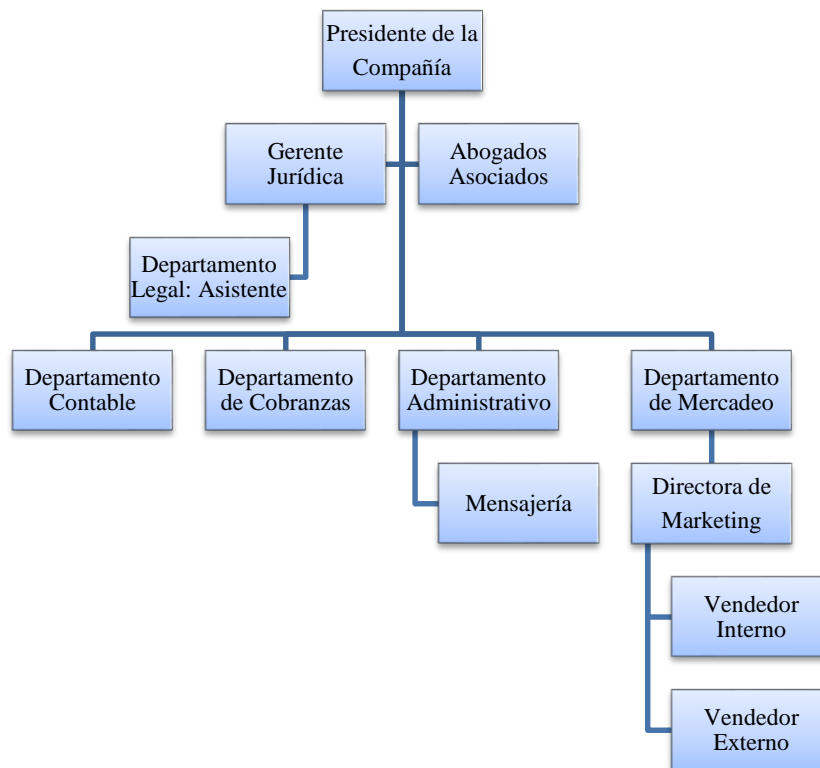 Presidente de la
Compañía
Gerente
Jurídica
Abogados
Asociados
Departamento
Legal: Asistente
Departamento
Contable
Departamento
de Cobranzas
Departamento
Administrativo
Departamento
de Mercadeo
Mensajería
Directora de
Marketing
Vendedor
Interno
Vendedor
Externo